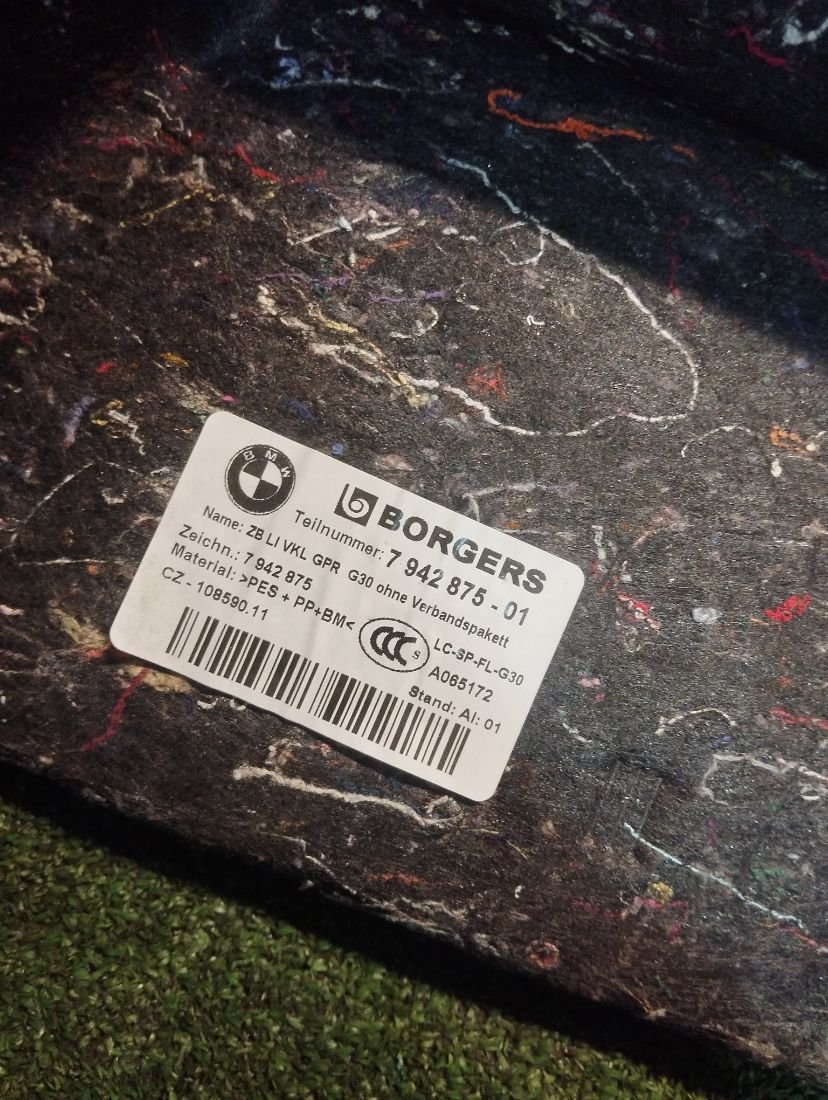 BMW
BORGERS
Teilnummer: 7 942 875 - 01
Name: ZB LI VKL GPR G30 ohne Verbandspakett
Zeichn.: 7 942 875
Material: >PES + PP+BM<
LC-SP-FL-G30
CZ - 108590.11
CCC S
A065172
Stand: AI: 01